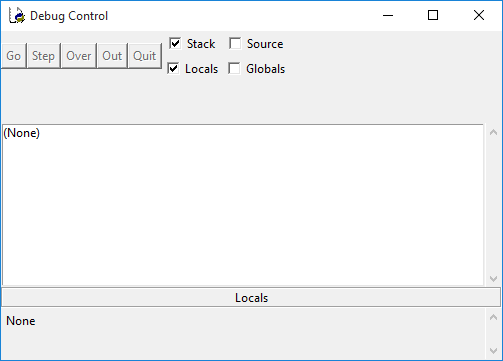 Debug Control
Go Step Over Out Quit
Stack Source
Locals Globals
(None)
Locals
None